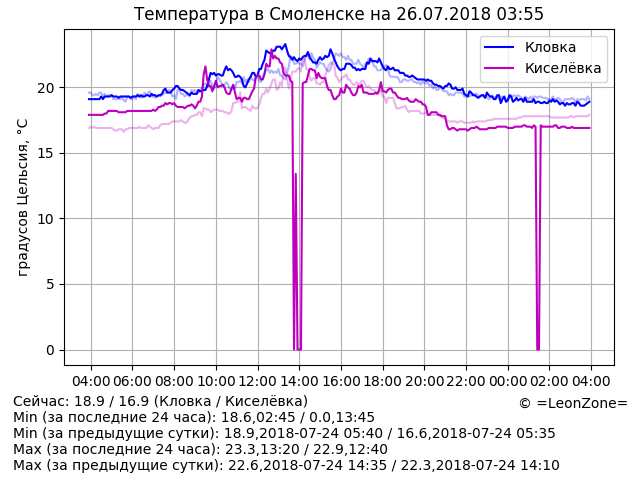 Температура в Смоленске на 26.07.2018 03:55
Кловка
Киселёвка
градусов Цельсия, °C
20
15
10
5
0
04:00 06:00 08:00 10:00 12:00 14:00 16:00 18:00 20:00 22:00 00:00 02:00 04:00
Сейчас: 18.9 / 16.9 (Кловка / Киселёвка)
© =LeonZone=
Min (за последние 24 часа): 18.6,02:45 / 0.0,13:45
Min (за предыдущие сутки): 18.9,2018-07-24 05:40 / 16.6,2018-07-24 05:35
Max (за последние 24 часа): 23.3,13:20 / 22.9,12:40
Max (за предыдущие сутки): 22.6,2018-07-24 14:35 / 22.3,2018-07-24 14:10